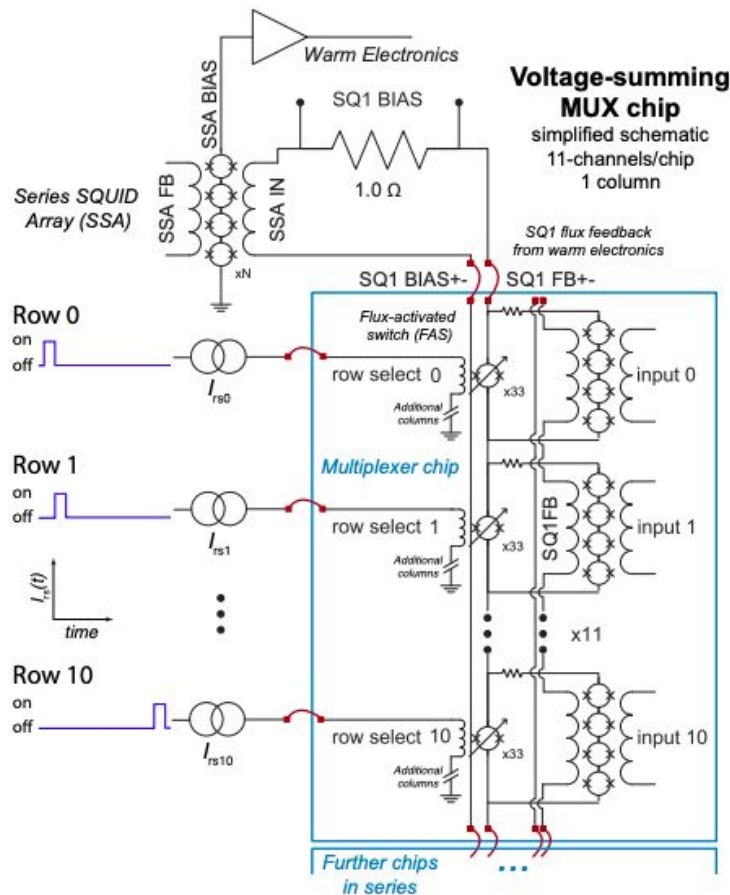 SSA BIAS
Warm Electronics
Voltage-summing
MUX chip
simplified schematic
11-channels/chip
1 column
SQ1 BIAS
1.0 Ω
Series SQUID
Array (SSA)
SSA FB
SSA IN
xN
SQ1 flux feedback
from warm electronics
SQ1 BIAS+-
SQ1 FB+-
Row 0
on
off
Irs0
Flux-activated
switch (FAS)
row select 0
x33
input 0
Additional
columns
Multiplexer chip
Row 1
on
off
Irs1
row select 1
x33
SQ1FB
input 1
Additional
columns
Irs(t)
time
x11
Row 10
on
off
Irs10
row select 10
x33
input 10
Additional
columns
Further chips
in series
...